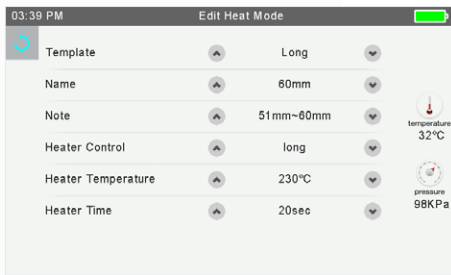 03:39 PM Edit Heat Mode
Template Long
Name 60mm
Note 51mm~60mm
Heater Control long
Heater Temperature 230℃
Heater Time 20sec
temperature
32℃
pressure
98KPa